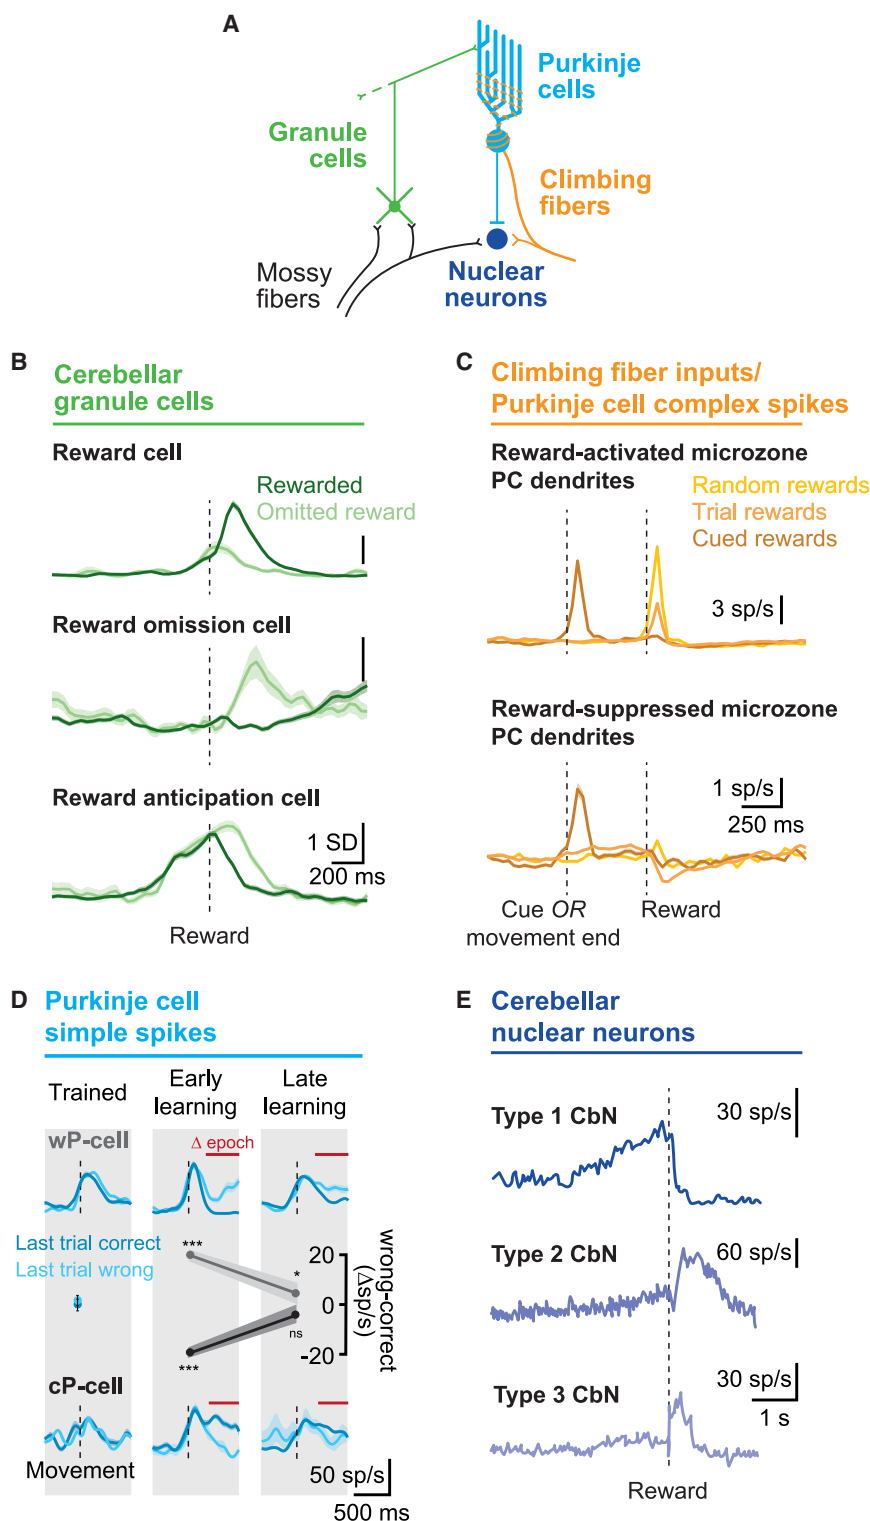 A
Purkinje
cells
Granule
cells
Climbing
fibers
Mossy
fibers
Nuclear
neurons
B
Cerebellar
granule cells
Reward cell
Rewarded
Omitted reward
Reward omission cell
Reward anticipation cell
1 SD
200 ms
Reward
C
Climbing fiber inputs/
Purkinje cell complex spikes
Reward-activated microzone
PC dendrites
Random rewards
Trial rewards
Cued rewards
3 sp/s
Reward-suppressed microzone
PC dendrites
1 sp/s
250 ms
Cue OR
movement end
Reward
D
Purkinje cell
simple spikes
Trained
Early
learning
Late
learning
wP-cell
Δ epoch
Last trial correct
Last trial wrong
***
*
20
0
-20
wrong-correct
(Δsp/s)
ns
***
cP-cell
Movement
50 sp/s
500 ms
E
Cerebellar
nuclear neurons
Type 1 CbN
30 sp/s
Type 2 CbN
60 sp/s
Type 3 CbN
30 sp/s
1 s
Reward